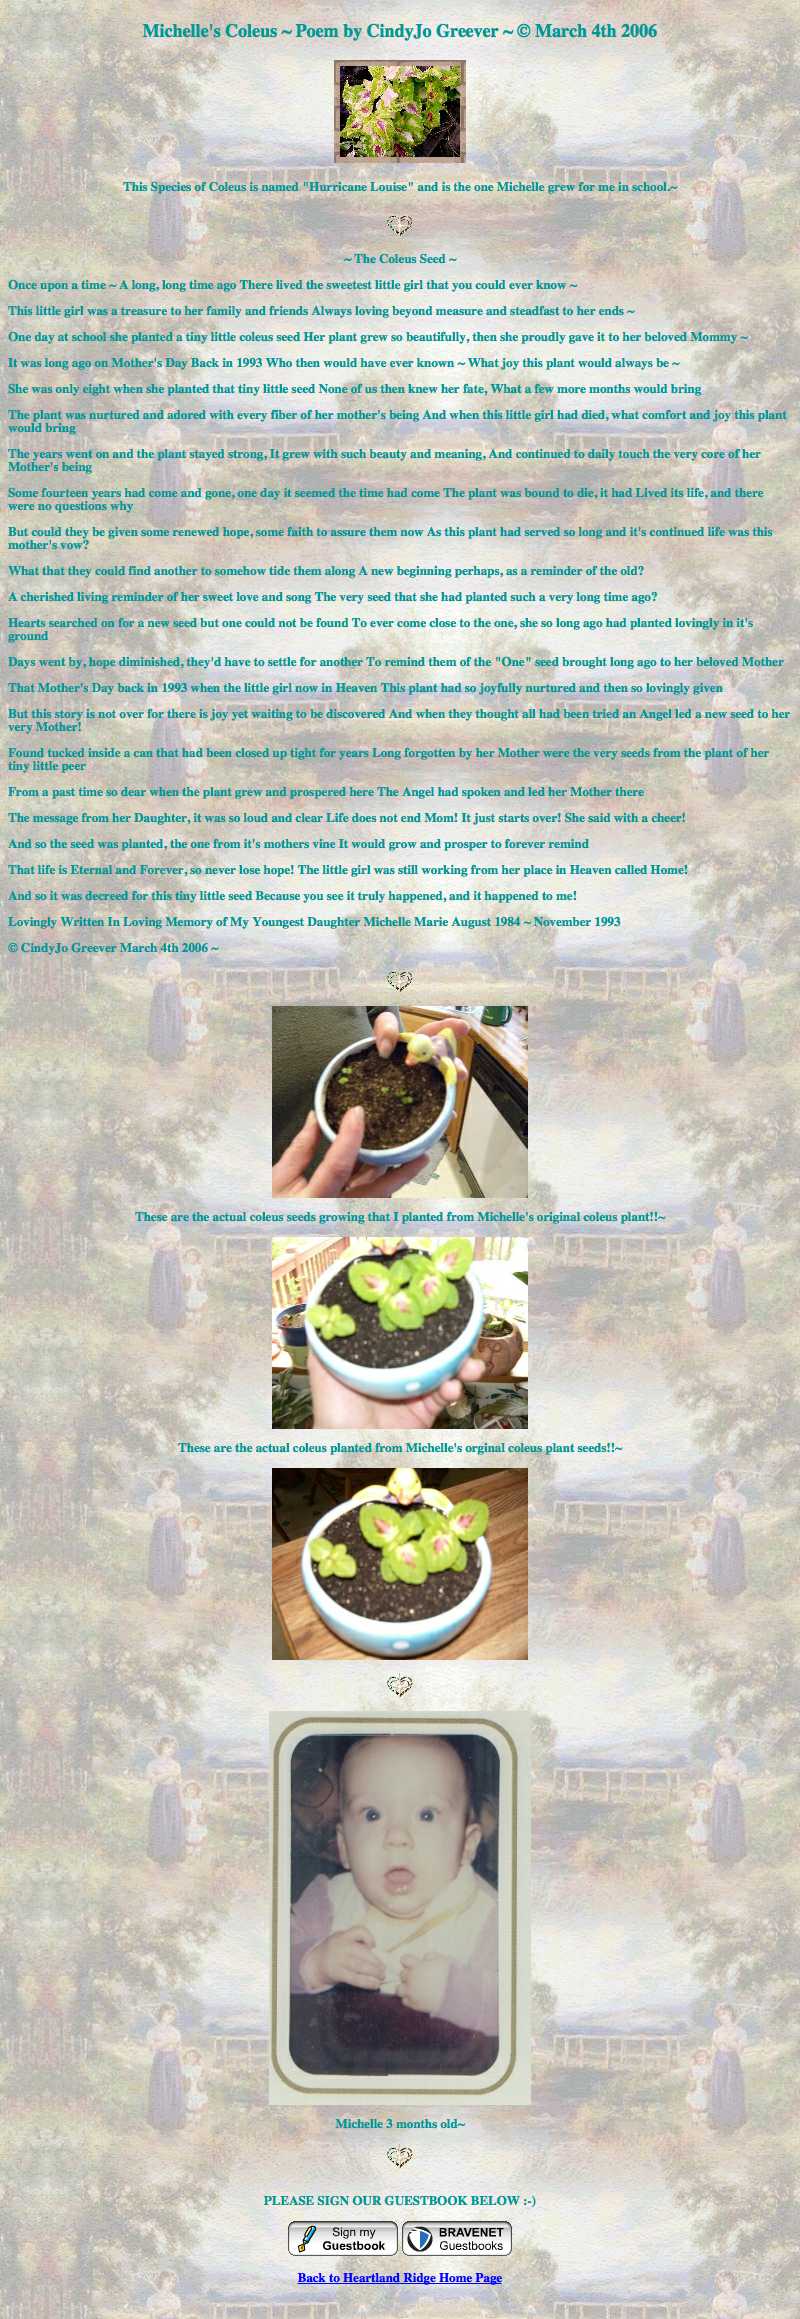 Michelle's Coleus ~ Poem by CindyJo Greever ~ © March 4th 2006
This Species of Coleus is named "Hurricane Louise" and is the one Michelle grew for me in school.~
~ The Coleus Seed ~
Once upon a time ~ A long, long time ago There lived the sweetest little girl that you could ever know ~
This little girl was a treasure to her family and friends Always loving beyond measure and steadfast to her ends ~
One day at school she planted a tiny little coleus seed Her plant grew so beautifully, then she proudly gave it to her beloved Mommy ~
It was long ago on Mother's Day Back in 1993 Who then would have ever known ~ What joy this plant would always be ~
She was only eight when she planted that tiny little seed None of us then knew her fate, What a few more months would bring
The plant was nurtured and adored with every fiber of her mother's being And when this little girl had died, what comfort and joy this plant
would bring
The years went on and the plant stayed strong, It grew with such beauty and meaning, And continued to daily touch the very core of her
Mother's being
Some fourteen years had come and gone, one day it seemed the time had come The plant was bound to die, it had Lived its life, and there
were no questions why
But could they be given some renewed hope, some faith to assure them now As this plant had served so long and it's continued life was this
mother's vow?
What that they could find another to somehow tide them along A new beginning perhaps, as a reminder of the old?
A cherished living reminder of her sweet love and song The very seed that she had planted such a very long time ago?
Hearts searched on for a new seed but one could not be found To ever come close to the one, she so long ago had planted lovingly in it's
ground
Days went by, hope diminished, they'd have to settle for another To remind them of the "One" seed brought long ago to her beloved Mother
That Mother's Day back in 1993 when the little girl now in Heaven This plant had so joyfully nurtured and then so lovingly given
But this story is not over for there is joy yet waiting to be discovered And when they thought all had been tried an Angel led a new seed to her
very Mother!
Found tucked inside a can that had been closed up tight for years Long forgotten by her Mother were the very seeds from the plant of her
tiny little peer
From a past time so dear when the plant grew and prospered here The Angel had spoken and led her Mother there
The message from her Daughter, it was so loud and clear Life does not end Mom! It just starts over! She said with a cheer!
And so the seed was planted, the one from it's mothers vine It would grow and prosper to forever remind
That life is Eternal and Forever, so never lose hope! The little girl was still working from her place in Heaven called Home!
And so it was decreed for this tiny little seed Because you see it truly happened, and it happened to me!
Lovingly Written In Loving Memory of My Youngest Daughter Michelle Marie August 1984 ~ November 1993
© CindyJo Greever March 4th 2006 ~
These are the actual coleus seeds growing that I planted from Michelle's original coleus plant!!~
These are the actual coleus planted from Michelle's orginal coleus plant seeds!!~
Michelle 3 months old~
PLEASE SIGN OUR GUESTBOOK BELOW :-)
Sign my
Guestbook
BRAVENET
Guestbooks
Back to Heartland Ridge Home Page